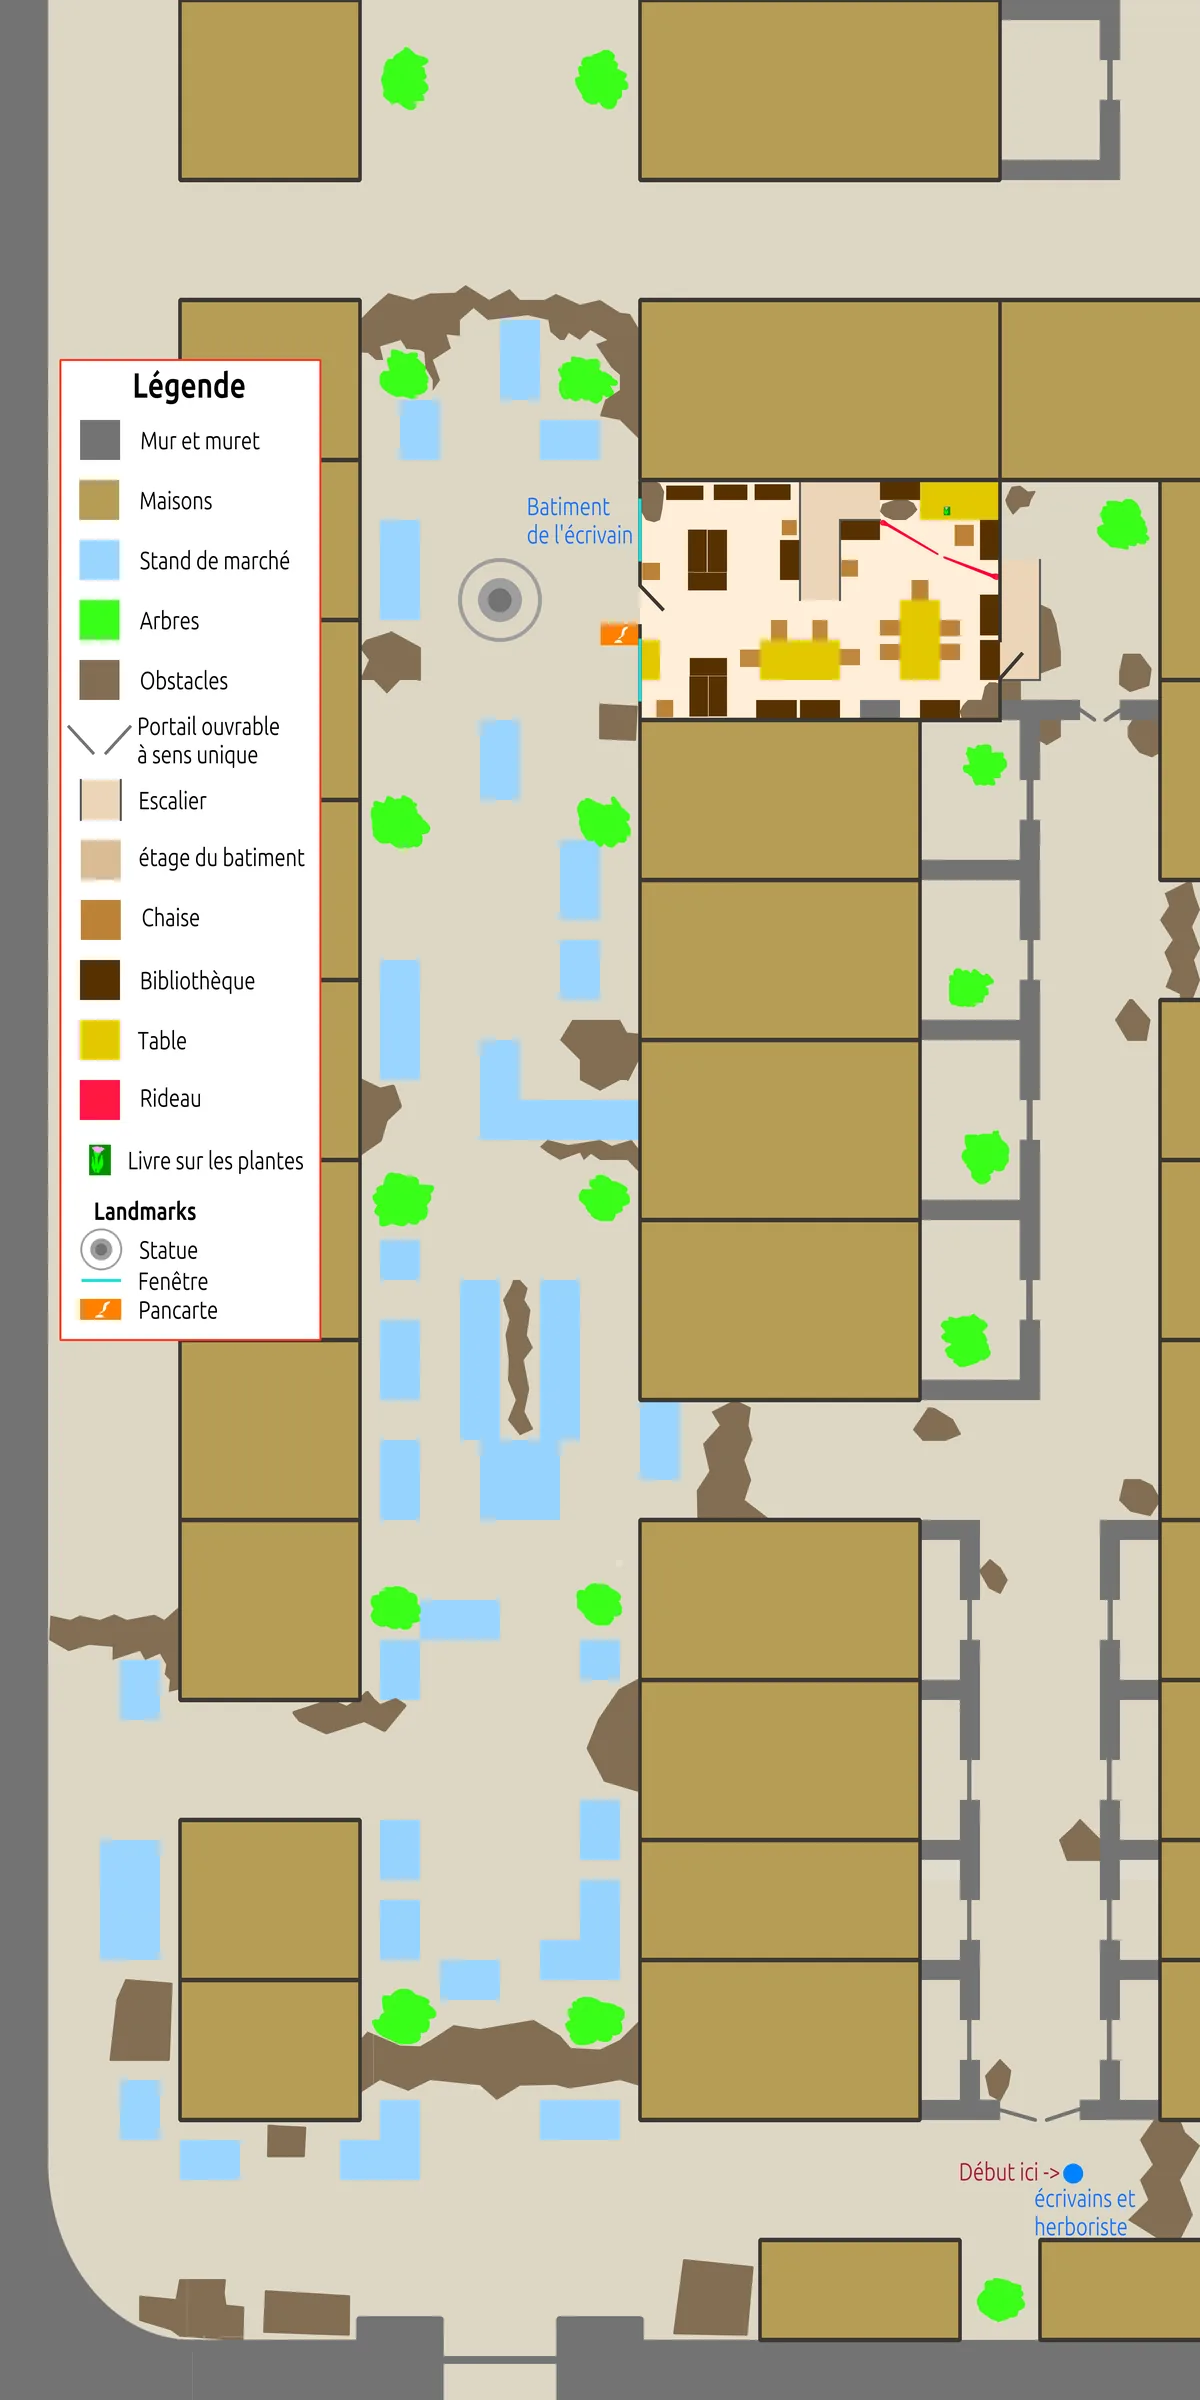 Légende
Mur et muret
Maisons
Stand de marché
Arbres
Obstacles
Portail ouvrable
à sens unique
Escalier
étage du batiment
Chaise
Bibliothèque
Table
Rideau
Livre sur les plantes
Landmarks
Statue
Fenêtre
Pancarte
Batiment
de l'écrivain
Début ici ->
écrivains et
herboriste